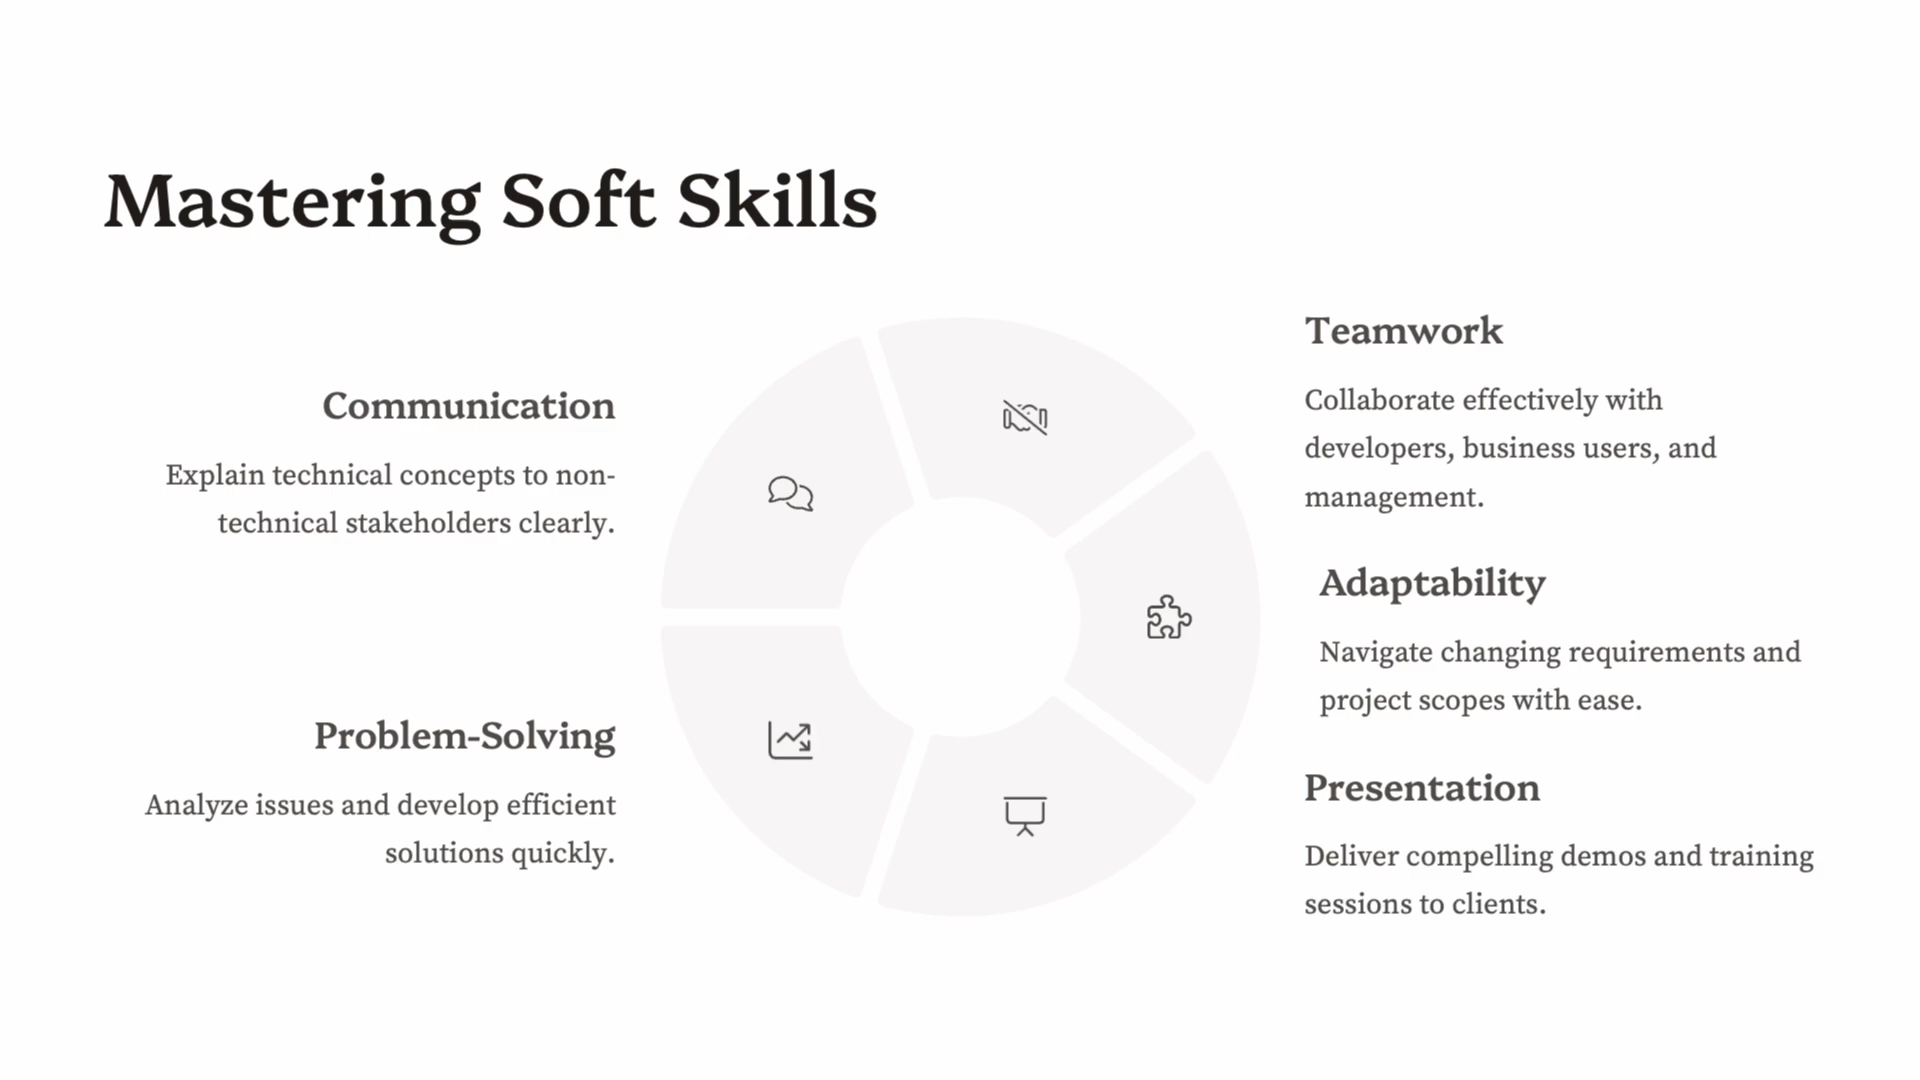 Mastering Soft Skills
Communication
Explain technical concepts to non-
technical stakeholders clearly.
Teamwork
Collaborate effectively with
developers, business users, and
management.
Adaptability
Navigate changing requirements and
project scopes with ease.
Presentation
Deliver compelling demos and training
sessions to clients.
Problem-Solving
Analyze issues and develop efficient
solutions quickly.